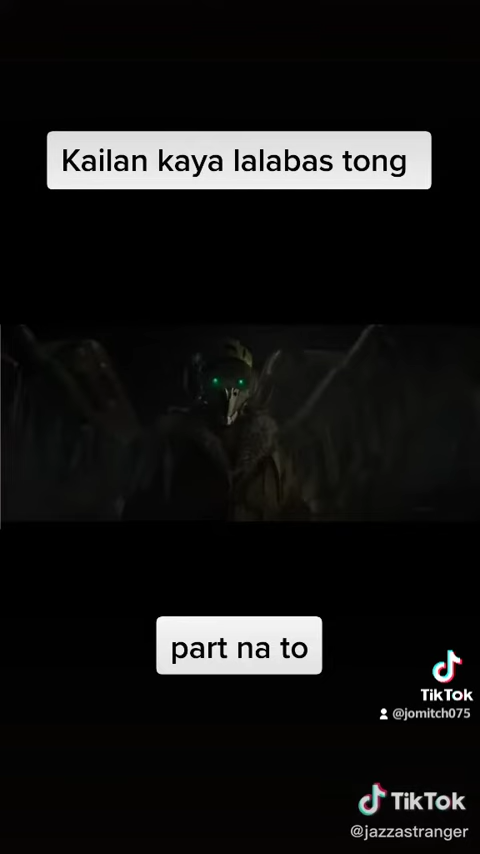 Kailan kaya lalabas tong
part na to
TikTok
@jomitch075
TikTok
@jazzastranger